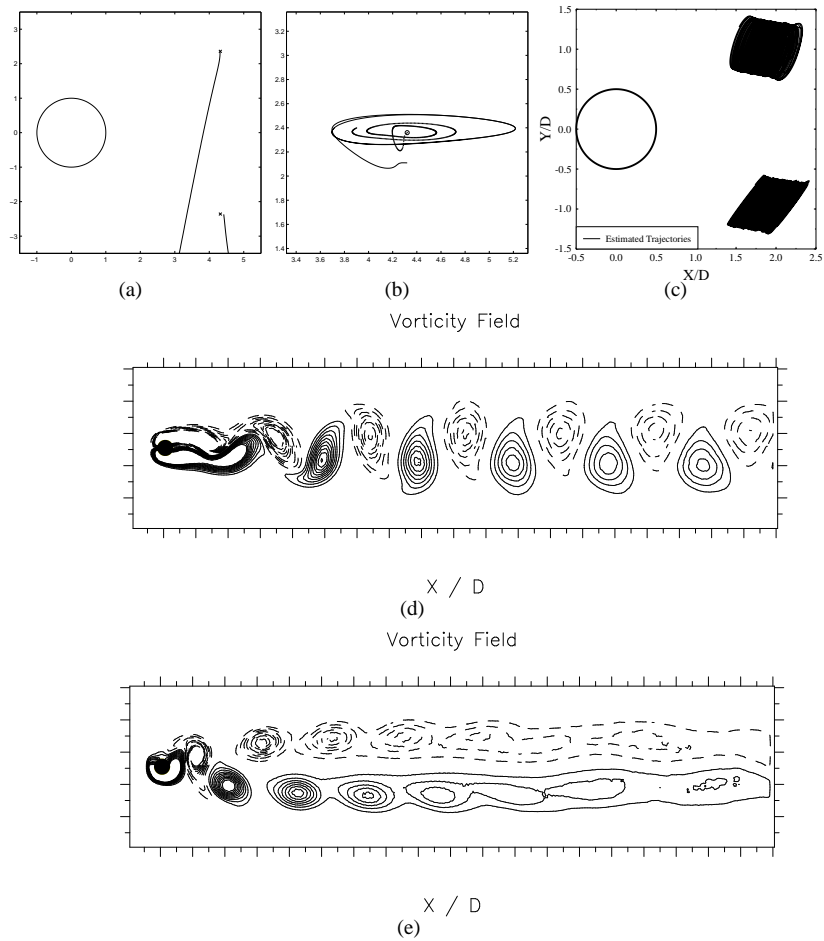 3
2
1
0
−1
−2
−3
−1 0 1 2 3 4 5
(a)
3.2
3
2.8
2.6
2.4
2.2
2
1.8
1.6
1.4
3.4 3.6 3.8 4 4.2 4.4 4.6 4.8 5 5.2
(b)
1.5
1.0
0.5
0.0
-0.5
-1.0
-1.5
Y/D
Estimated Trajectories
-0.5 0.0 0.5 1.0 1.5 2.0 2.5
X/D
(c)
Vorticity Field
X / D
(d)
Vorticity Field
X / D
(e)